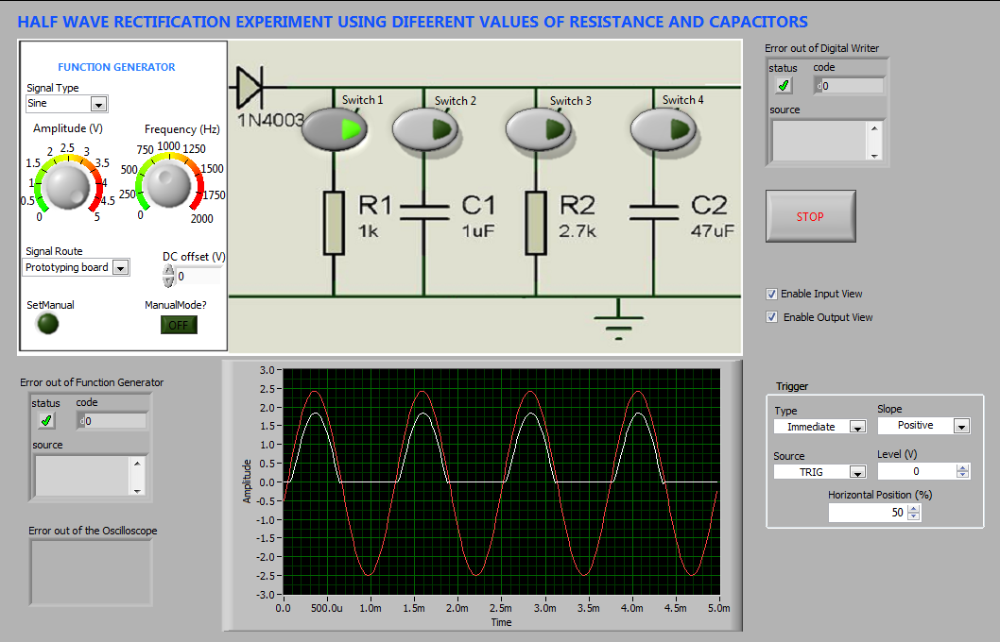 HALF WAVE RECTIFICATION EXPERIMENT USING DIFEERENT VALUES OF RESISTANCE AND CAPACITORS
FUNCTION GENERATOR
Signal Type
Sine
Amplitude (V)
0
0.5
1
1.5
2
2.5
3
3.5
4
4.5
5
Frequency (Hz)
0
250
500
750
1000
1250
1500
1750
2000
Signal Route
Prototyping board
DC offset (V)
0
SetManual
ManualMode?
OFF
1N4003
Switch 1
Switch 2
Switch 3
Switch 4
R1
1k
C1
1uF
R2
2.7k
C2
47uF
Error out of Digital Writer
status
code
d0
source
STOP
Enable Input View
Enable Output View
Error out of Function Generator
status
code
d0
source
Error out of the Oscilloscope
Amplitude
3.0
2.5
2.0
1.5
1.0
0.5
0.0
-0.5
-1.0
-1.5
-2.0
-2.5
-3.0
0.0 500.0u 1.0m 1.5m 2.0m 2.5m 3.0m 3.5m 4.0m 4.5m 5.0m
Time
Trigger
Type
Immediate
Slope
Positive
Source
TRIG
Level (V)
0
Horizontal Position (%)
50